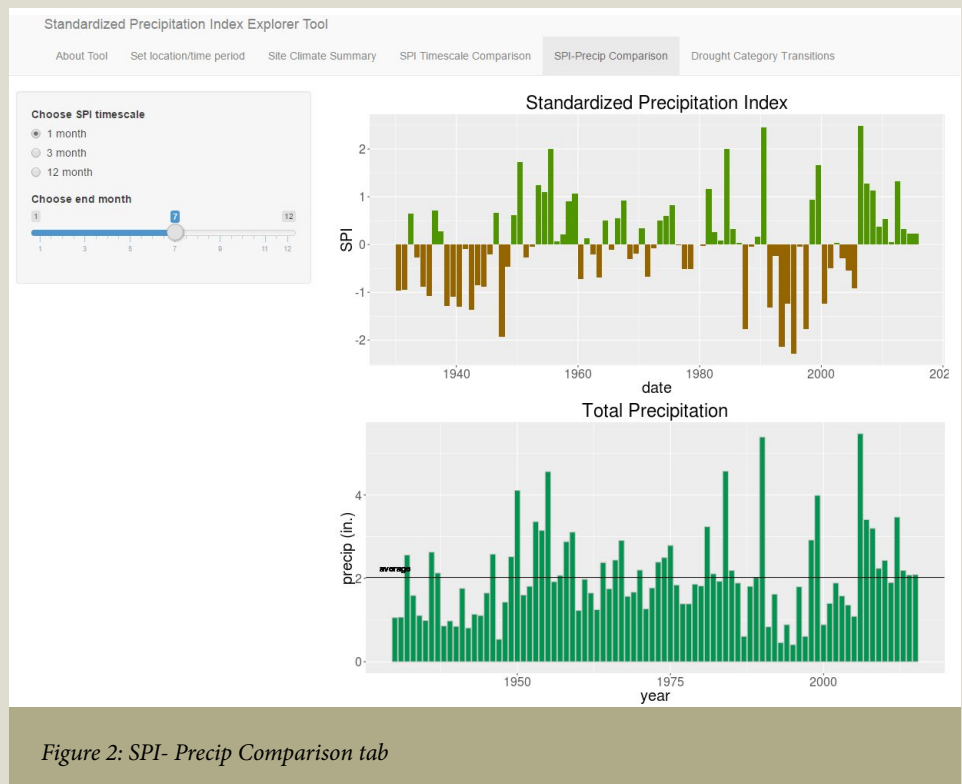 Standardized Precipitation Index Explorer Tool
About Tool Set location/time period Site Climate Summary SPI Timescale Comparison SPI-Precip Comparison Drought Category Transitions
Choose SPI timescale
1 month
3 month
12 month
Choose end month
1 7 12
1 3 5 7 9 11 12
Standardized Precipitation Index
SPI
2
1
0
-1
-2
1940 1960 1980 2000 202
date
Total Precipitation
precip (in.)
4
average
2
0
1950 1975 2000
year
Figure 2: SPI- Precip Comparison tab